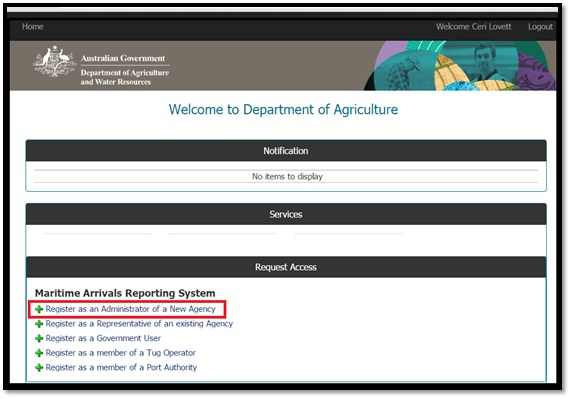 Home
Welcome Ceri Lovett Logout
Australian Government
Department of Agriculture
and Water Resources
Welcome to Department of Agriculture
Notification
No items to display
Services
Request Access
Maritime Arrivals Reporting System
Register as an Administrator of a New Agency
Register as a Representative of an existing Agency
Register as a Government User
Register as a member of a Tug Operator
Register as a member of a Port Authority